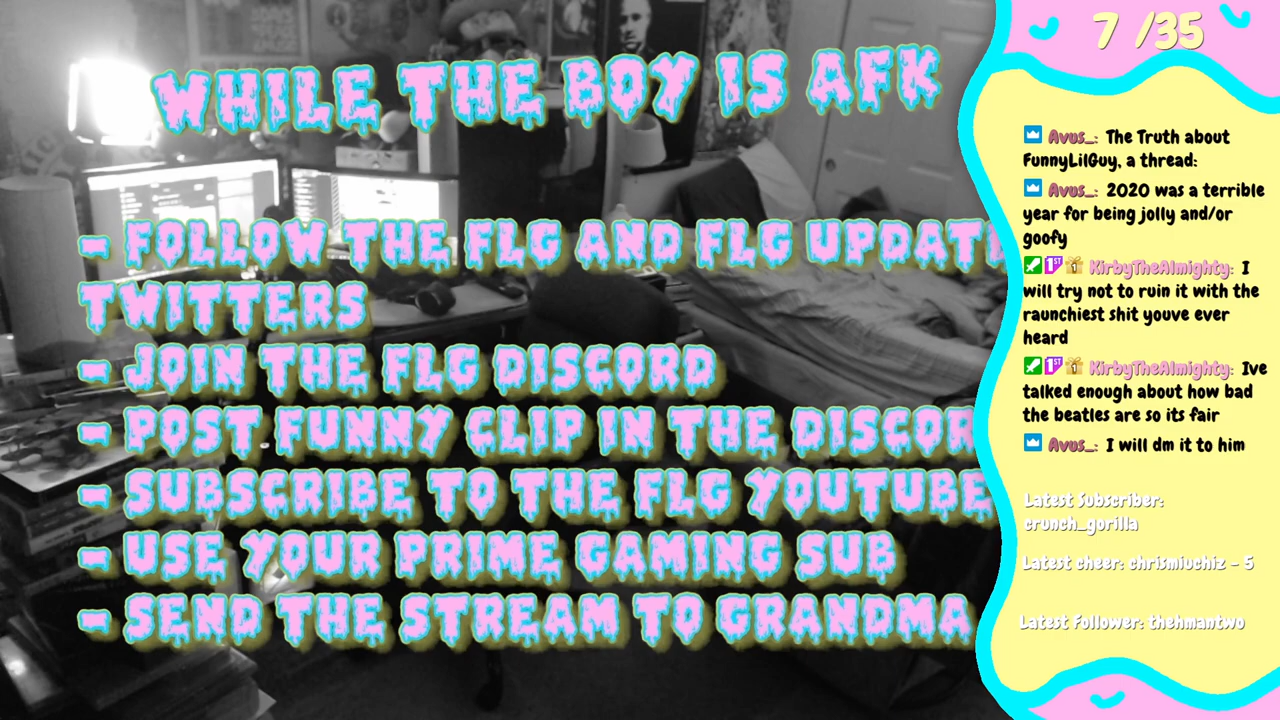 WHILE THE BOY IS AFK
- FOLLOW THE FLG AND FLG UPDATE
TWITTERS
- JOIN THE FLG DISCORD
- POST FUNNY CLIP IN THE DISCOR
- SUBSCRIBE TO THE FLG YOUTUBE
- USE YOUR PRIME GAMING SUB
- SEND THE STREAM TO GRANDMA
7 /35
Avus_: The Truth about
FunnyLilGuy, a thread:
Avus_: 2020 was a terrible
year for being jolly and/or
goofy
1ST 1 KirbyTheAlmighty: I
will try not to ruin it with the
raunchiest shit youve ever
heard
1ST 1 KirbyTheAlmighty: Ive
talked enough about how bad
the beatles are so its fair
Avus_: I will dm it to him
Latest Subscriber:
crunch_gorilla
Latest cheer: chrismiuchiz - 5
Latest Follower: thehmantwo